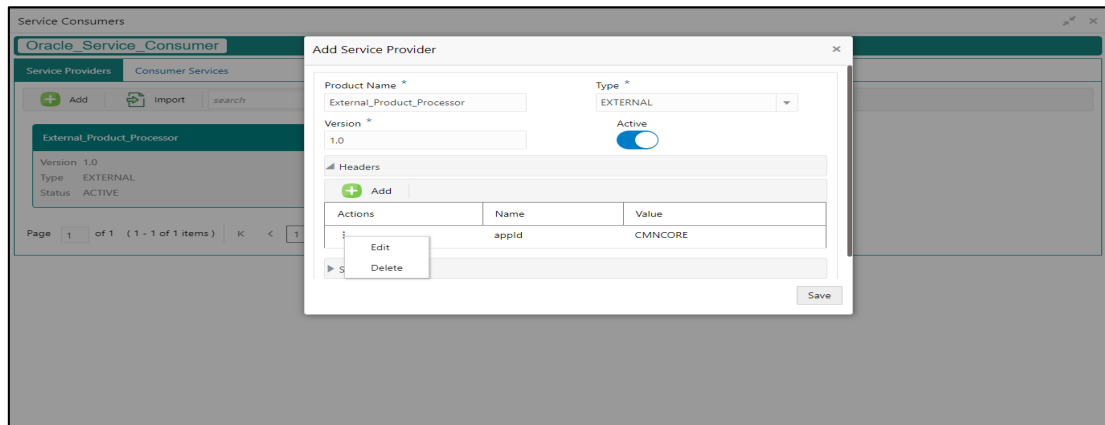 Service Consumers
Oracle_Service_Consumer
Service Providers Consumer Services
Add Import search
External_Product_Processor
Version 1.0
Type EXTERNAL
Status ACTIVE
Page 1 of 1 (1 - 1 of 1 items) K < 1
Add Service Provider
Product Name * Type *
External_Product_Processor EXTERNAL
Version * Active
1.0
Headers
Add
Actions Name Value
appId CMNCORE
Edit
Delete
S
Save